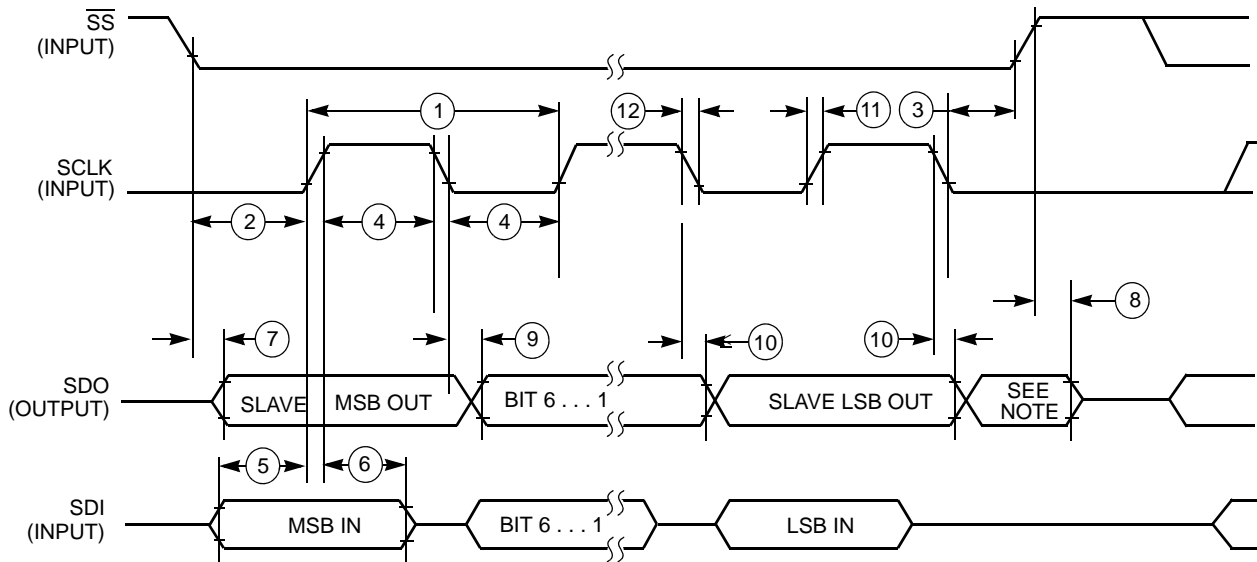 SS
(INPUT)
1
12
11
3
SCLK
(INPUT)
2
4
4
8
7
9
10
10
SDO
(OUTPUT)
SLAVE MSB OUT
BIT 6 . . . 1
SLAVE LSB OUT
SEE
NOTE
5
6
SDI
(INPUT)
MSB IN
BIT 6 . . . 1
LSB IN